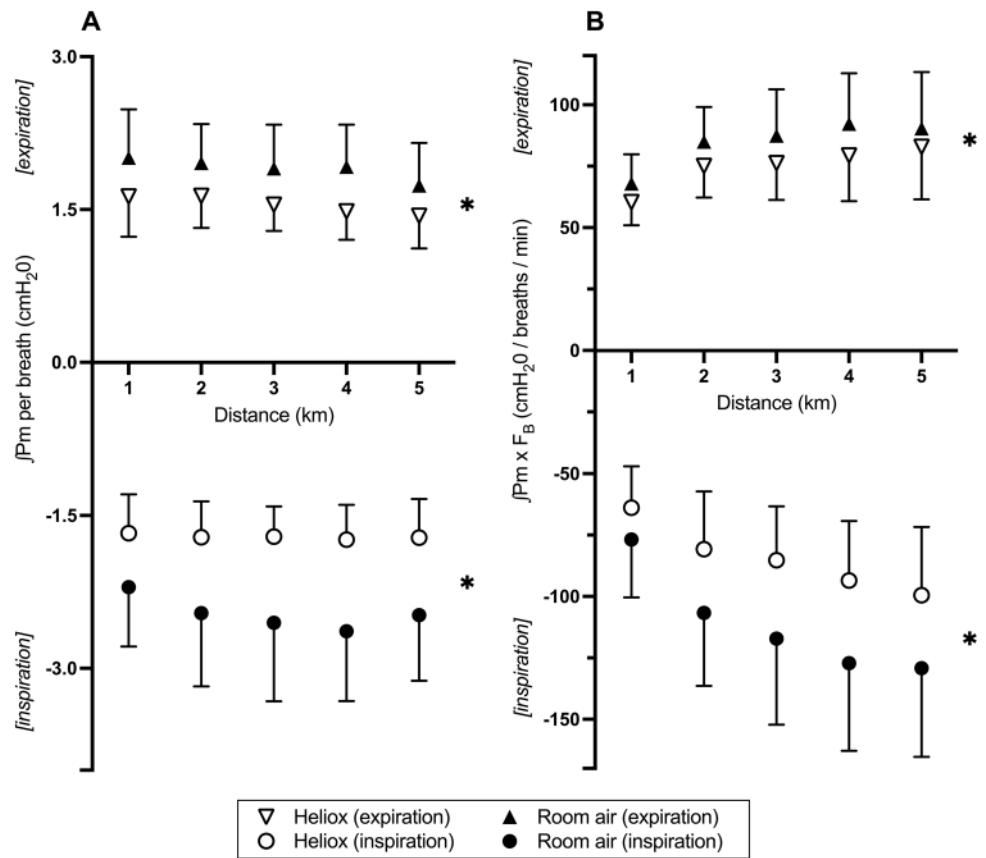 A
[expiration]
[inspiration]
∫Pm per breath (cmH₂0)
3.0
1.5
0.0
-1.5
-3.0
1 2 3 4 5
Distance (km)
*
*
B
[expiration]
[inspiration]
∫Pm x F_B (cmH₂0 / breaths / min)
100
50
0
-50
-100
-150
1 2 3 4 5
Distance (km)
*
*
Heliox (expiration) Room air (expiration)
Heliox (inspiration) Room air (inspiration)